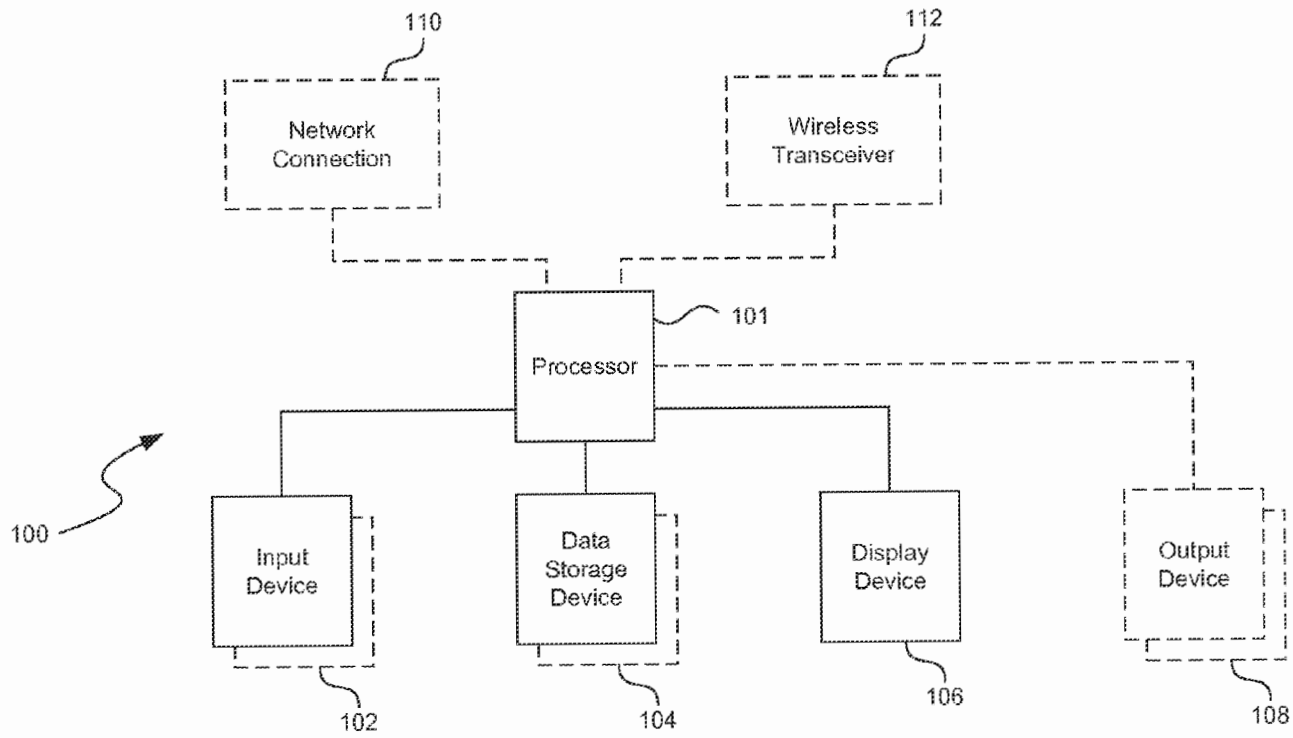 110
112
Network
Connection
Wireless
Transceiver
101
Processor
100
Input
Device
Data
Storage
Device
Display
Device
Output
Device
102
104
106
108